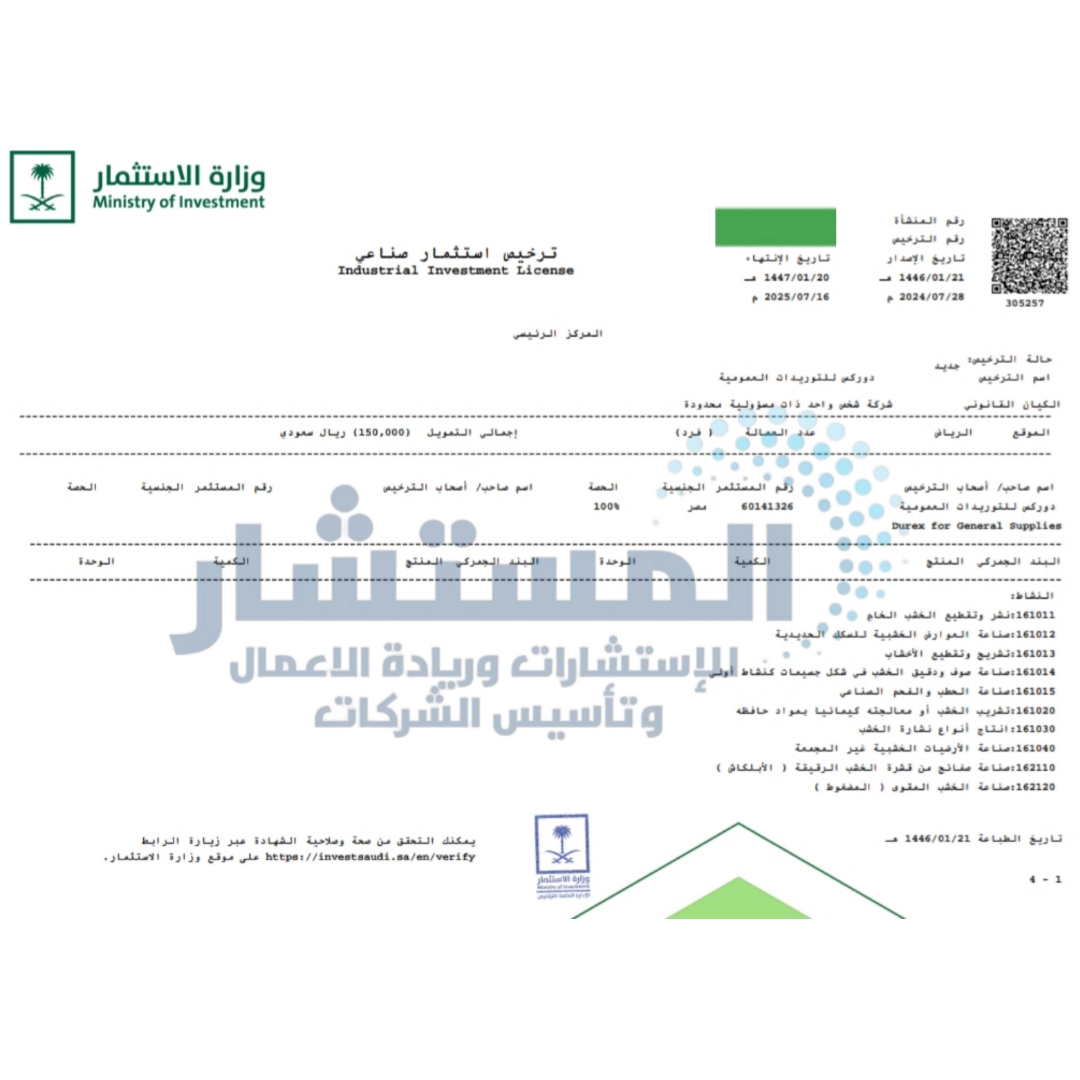 وزارة الاستثمار
Ministry of Investment
ترخيص استثمار صناعي
Industrial Investment License
رقم المنشأة
رقم الترخيص
تاريخ الإصدار تاريخ الإنتهاء
1446/01/21 هـ 1447/01/20 هـ
2024/07/28 م 2025/07/16 م
305257
المركز الرئيسي
حالة الترخيص: جديد
اسم الترخيص دوركس للتوريدات العمومية
الكيان القانوني شركة شخص واحد ذات مسؤولية محدودة
الموقع الرياض عدد العمالة ( فرد) إجمالي التمويل (150,000) ريال سعودي
اسم صاحب/ أصحاب الترخيص رقم المستثمر الجنسية الحصة اسم صاحب/ أصحاب الترخيص رقم المستثمر الجنسية الحصة
دوركس للتوريدات العمومية 60141326 مصر 100%
Durex for General Supplies
البند الجمركي المنتج الكمية الوحدة البند الجمركي المنتج الكمية الوحدة
النشاط:
161011:نشر وتقطيع الخشب الخام
161012:صناعة العوارض الخشبية للسكك الحديدية
161013:تشريح وتقطيع الأخشاب
161014:صناعة صوف ودقيق الخشب في شكل جسيمات كنشاط أولي
161015:صناعة الحطب والفحم الصناعي
161020:تشريب الخشب أو معالجته كيمائيا بمواد حافظه
161030:انتاج أنواع نشارة الخشب
161040:صناعة الأرضيات الخشبية غير المجمعة
162110:صناعة صفائح من قشرة الخشب الرقيقة ( الأبلكاش )
162120:صناعة الخشب المقوى ( المضغوط )
المستشار
للإستشارات وريادة الاعمال
وتأسيس الشركات
تاريخ الطباعة 1446/01/21 هـ
يمكنك التحقق من صحة وصلاحية الشهادة عبر زيارة الرابط
https://investsaudi.sa/en/verify على موقع وزارة الاستثمار.
وزارة الاستثمار
Ministry of Investment
4 - 1